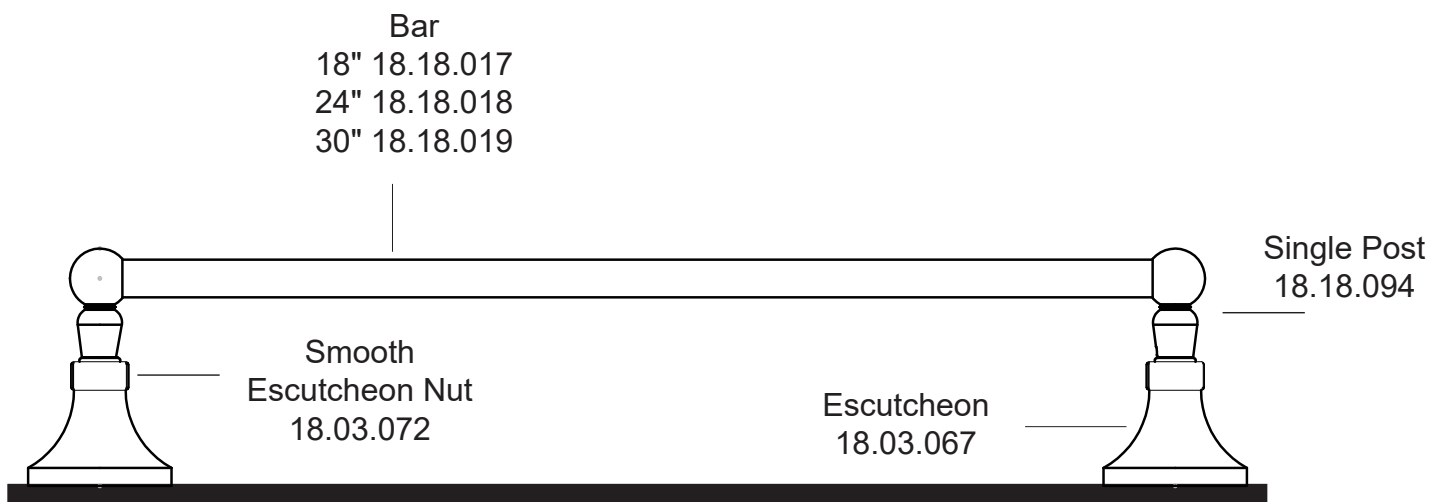 Bar
18" 18.18.017
24" 18.18.018
30" 18.18.019
Single Post
18.18.094
Smooth
Escutcheon Nut
18.03.072
Escutcheon
18.03.067